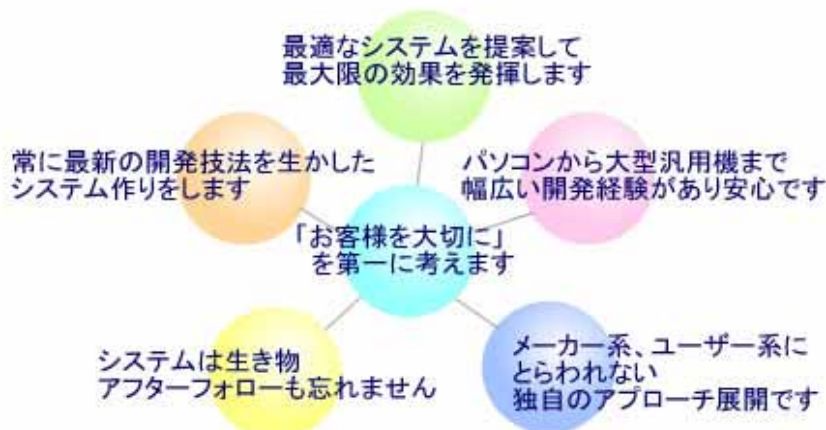 最適なシステムを提案して
最大限の効果を発揮します
常に最新の開発技法を生かした
システム作りをします
パソコンから大型汎用機まで
幅広い開発経験があり安心です
「お客様を大切に」
を第一に考えます
システムは生き物
アフターフォローも忘れません
メーカー系、ユーザー系に
とらわれない
独自のアプローチ展開です